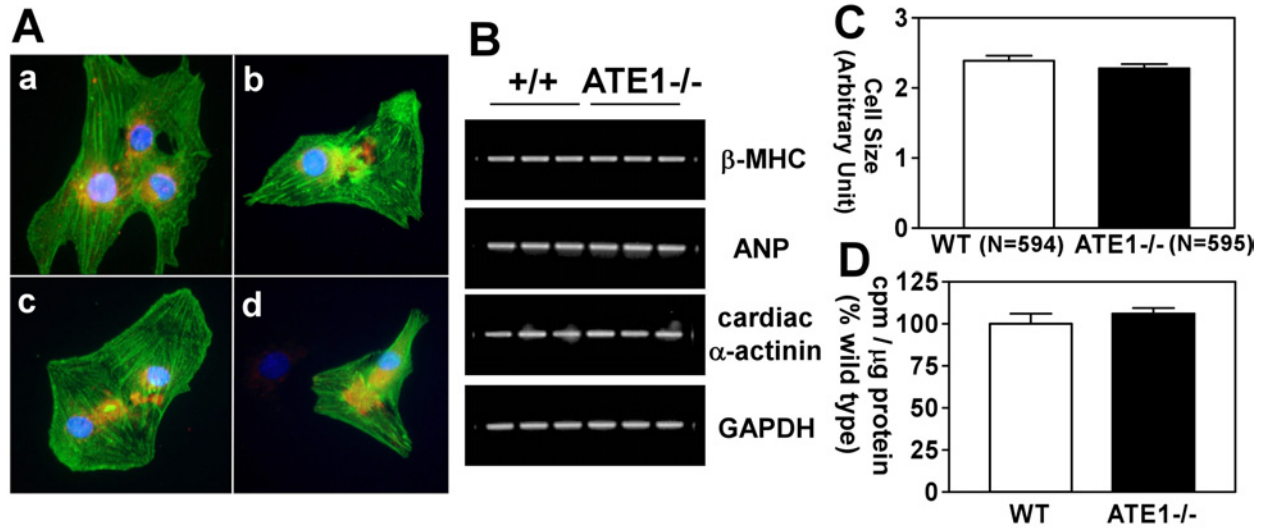 A
a
b
c
d
B
+/+ ATE1-/-
β-MHC
ANP
cardiac
α-actinin
GAPDH
C
Cell Size
(Arbitrary Unit)
3
2
1
0
WT (N=594) ATE1-/- (N=595)
D
cpm / μg protein
(% wild type)
125
100
75
50
25
0
WT ATE1-/-